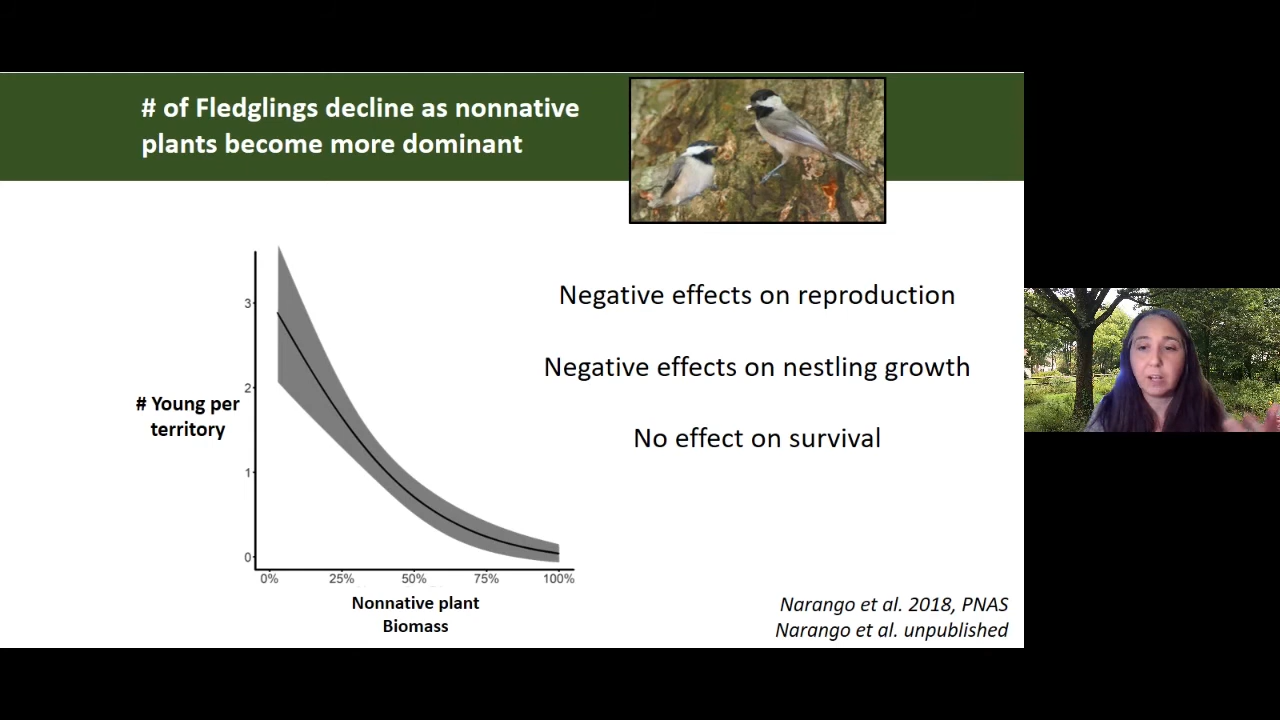 # of Fledglings decline as nonnative
plants become more dominant
Negative effects on reproduction
Negative effects on nestling growth
No effect on survival
# Young per
territory
3
2
1
0
0%
25%
50%
75%
100%
Nonnative plant
Biomass
Narango et al. 2018, PNAS
Narango et al. unpublished